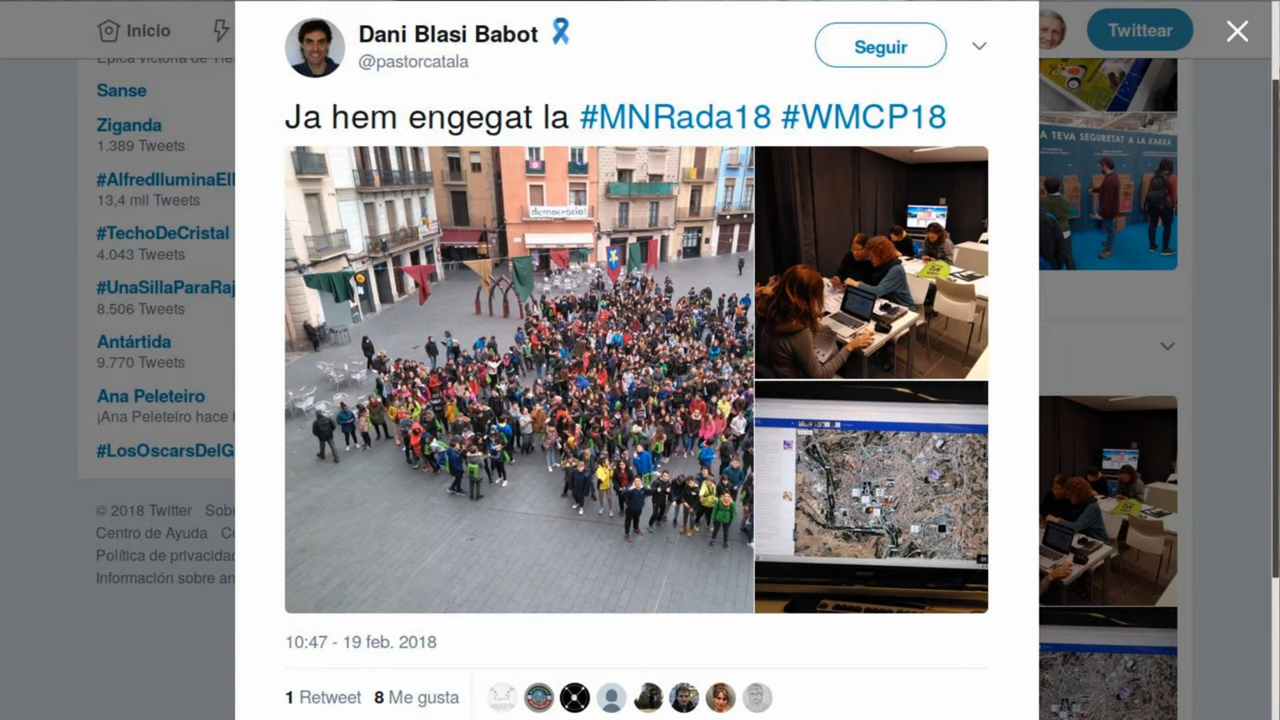 Inicio
Twittear
Sanse
Ziganda
1.389 Tweets
#AlfredIluminaEl
13,4 mil Tweets
#TechoDeCristal
4.043 Tweets
#UnaSillaParaRaj
8.506 Tweets
Antártida
9.770 Tweets
Ana Peleteiro
¡Ana Peleteiro hace
#LosOscarsDelG
© 2018 Twitter
Centro de Ayuda
Política de privacidad
Información sobre
Dani Blasi Babot
@pastorcatala
Seguir
Ja hem engegat la #MNRada18 #WMCP18
democràcia!
10:47 - 19 feb. 2018
1 Retweet 8 Me gusta
A TEVA SEGURETAT A LA XARXA